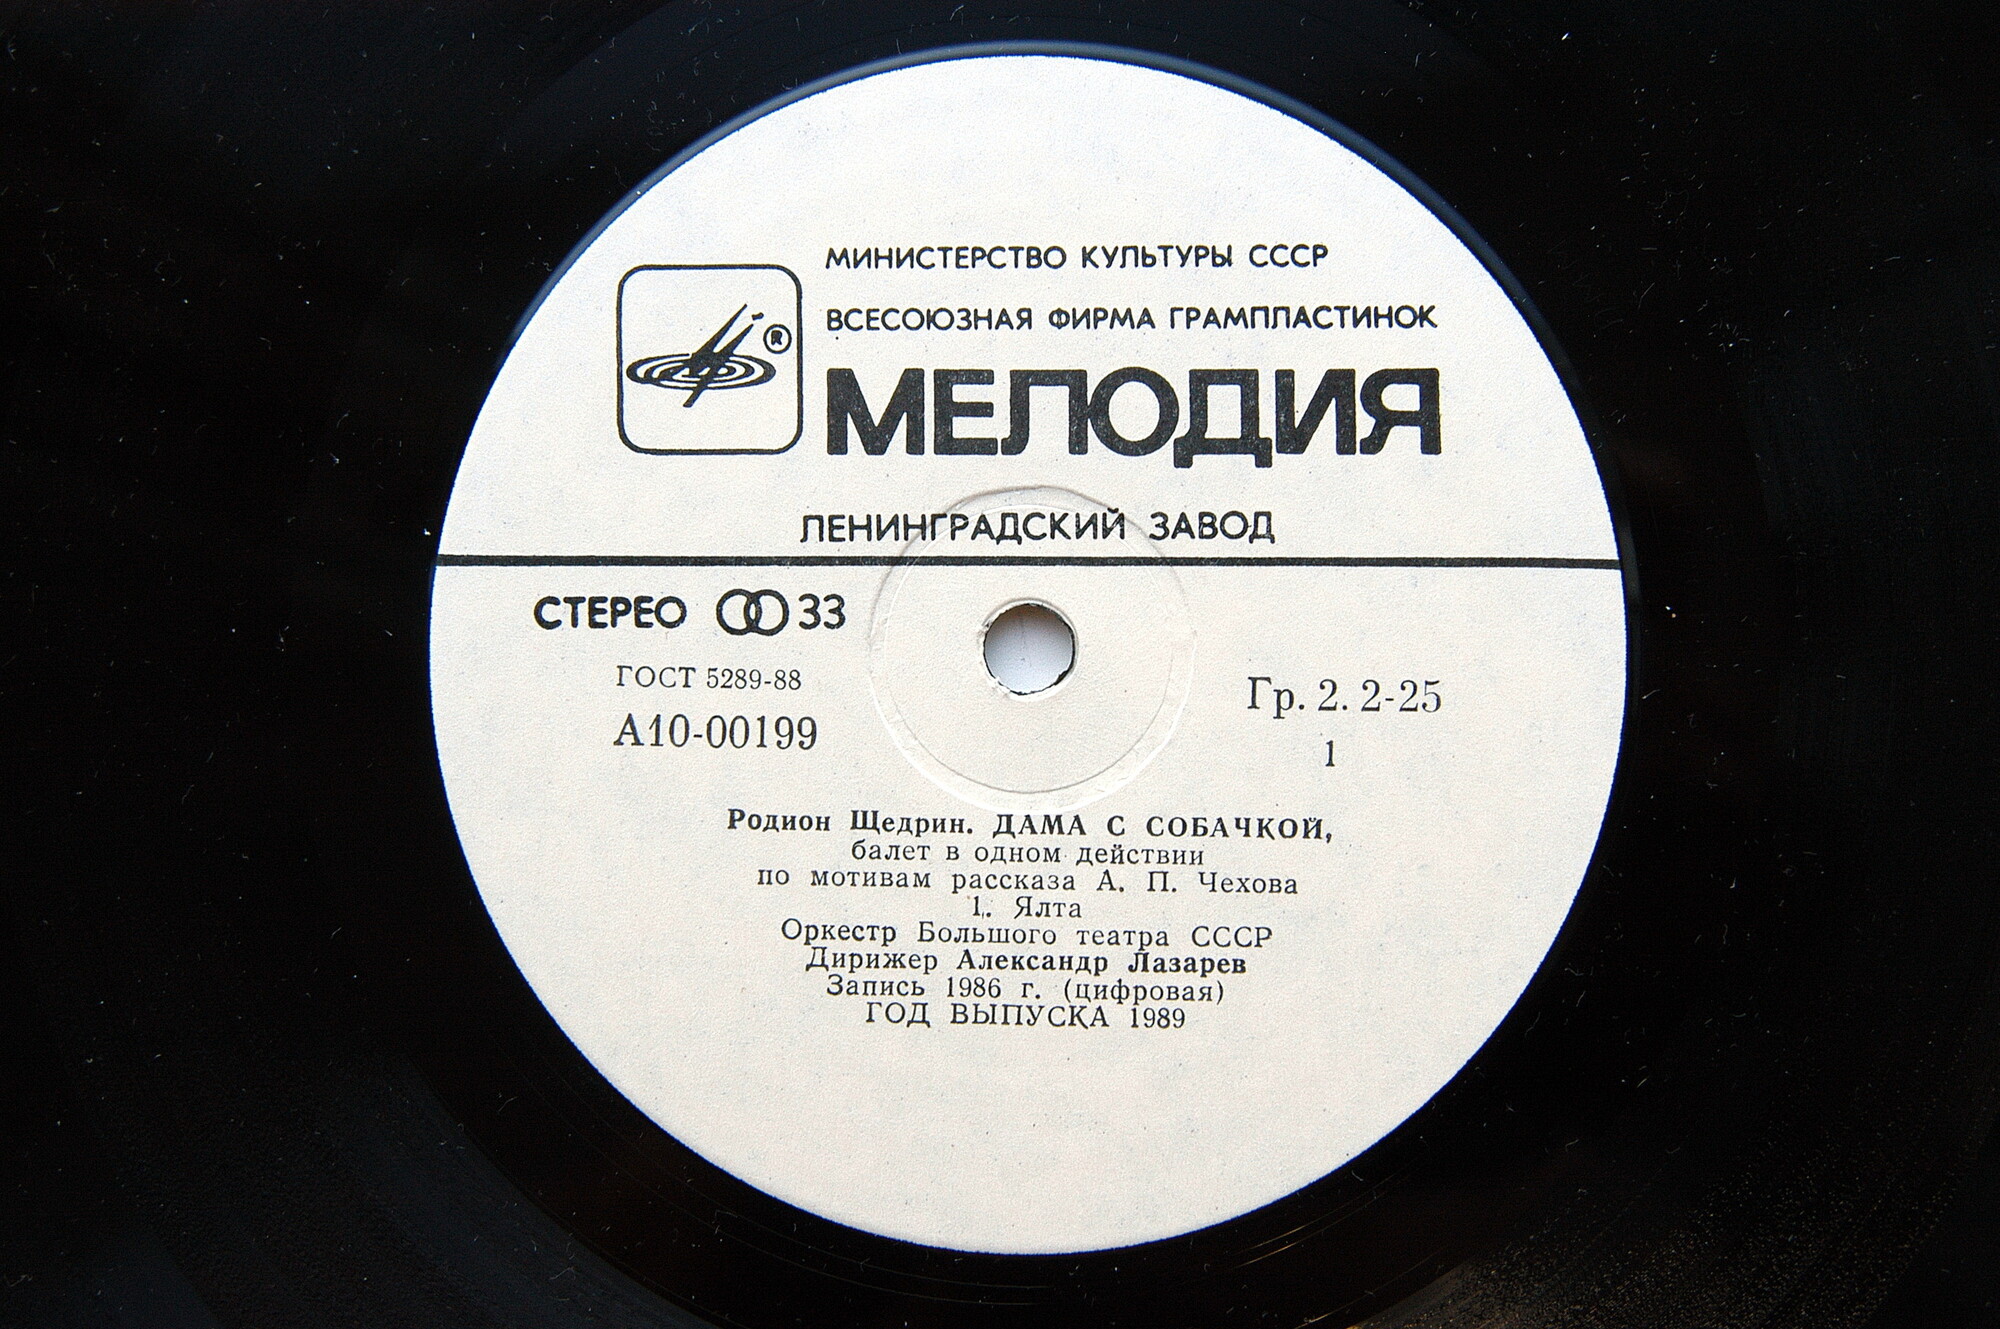 МИНИСТЕРСТВО КУЛЬТУРЫ СССР
ВСЕСОЮЗНАЯ ФИРМА ГРАМПЛАСТИНОК
®
МЕЛОДИЯ
ЛЕНИНГРАДСКИЙ ЗАВОД
СТЕРЕО 33
ГОСТ 5289-88
А10-00199
Гр. 2. 2-25
1
Родион Щедрин. ДАМА С СОБАЧКОЙ,
балет в одном действии
по мотивам рассказа А. П. Чехова
1. Ялта
Оркестр Большого театра СССР
Дирижер Александр Лазарев
Запись 1986 г. (цифровая)
ГОД ВЫПУСКА 1989